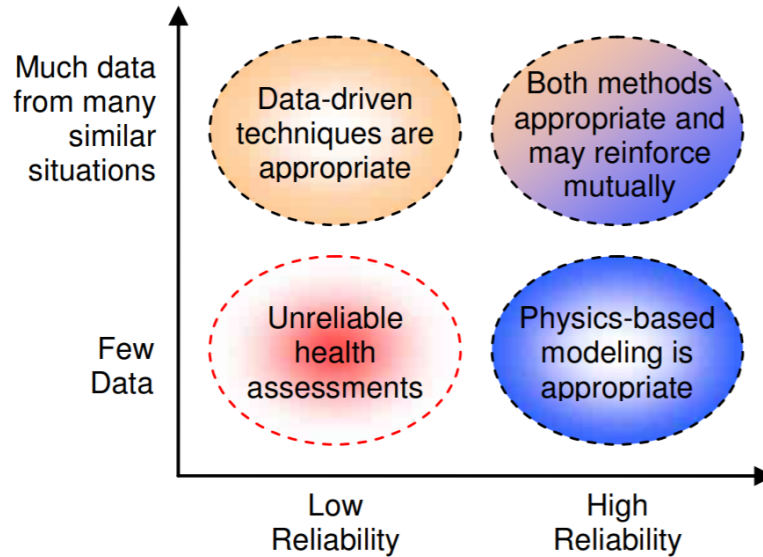 Much data
from many
similar
situations
Data-driven
techniques are
appropriate
Both methods
appropriate and
may reinforce
mutually
Few
Data
Unreliable
health
assessments
Physics-based
modeling is
appropriate
Low
Reliability
High
Reliability